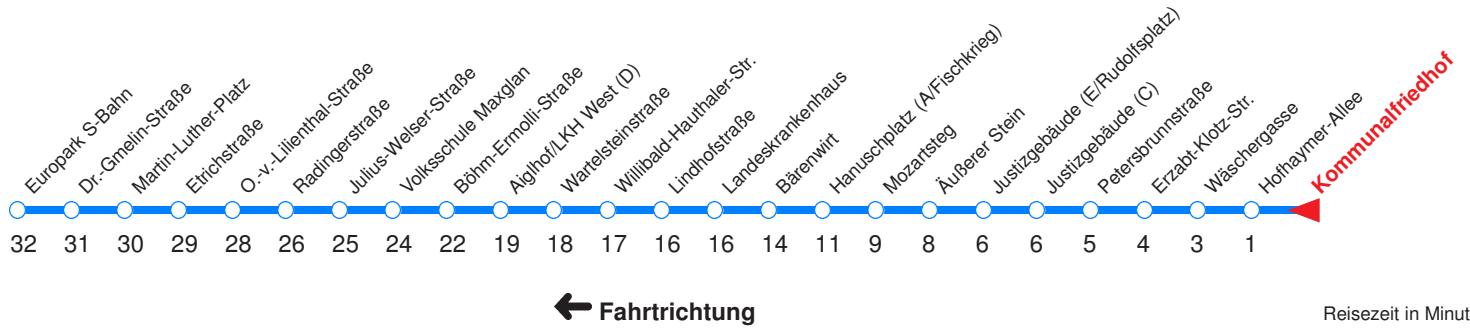 Europark S-Bahn
Dr.-Gmelin-Straße
Martin-Luther-Platz
Etrichstraße
O.-v.-Lilienthal-Straße
Radingerstraße
Julius-Welser-Straße
Volksschule Maxglan
Böhm-Ermolli-Straße
Aiglhof/LKH West (D)
Wartelsteinstraße
Willibald-Hauthaler-Str.
Lindhofstraße
Landeskrankenhaus
Bärenwirt
Hanuschplatz (A/Fischkrieg)
Mozartsteg
Äußerer Stein
Justizgebäude (E/Rudolfsplatz)
Justizgebäude (C)
Petersbrunnstraße
Erzabt-Klotz-Str.
Wäschergasse
Hofhaymer-Allee
Kommunalfriedhof
32 31 30 29 28 26 25 24 22 19 18 17 16 16 14 11 9 8 6 6 5 4 3 1
Fahrtrichtung
Reisezeit in Minut